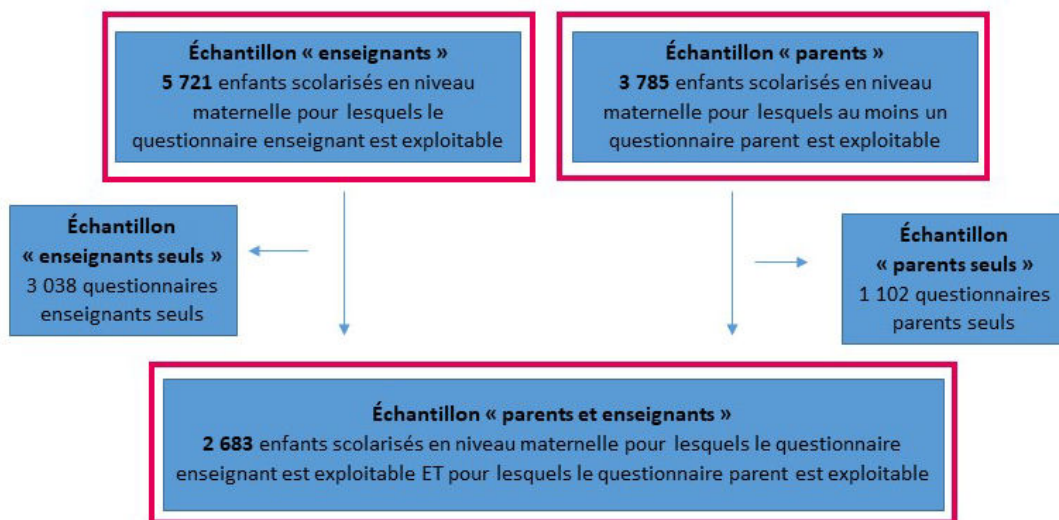 Échantillon « enseignants »
5 721 enfants scolarisés en niveau
maternelle pour lesquels le
questionnaire enseignant est exploitable
Échantillon « parents »
3 785 enfants scolarisés en niveau
maternelle pour lesquels au moins un
questionnaire parent est exploitable
Échantillon
« enseignants seuls »
3 038 questionnaires
enseignants seuls
Échantillon
« parents seuls »
1 102 questionnaires
parents seuls
Échantillon « parents et enseignants »
2 683 enfants scolarisés en niveau maternelle pour lesquels le questionnaire
enseignant est exploitable ET pour lesquels le questionnaire parent est exploitable